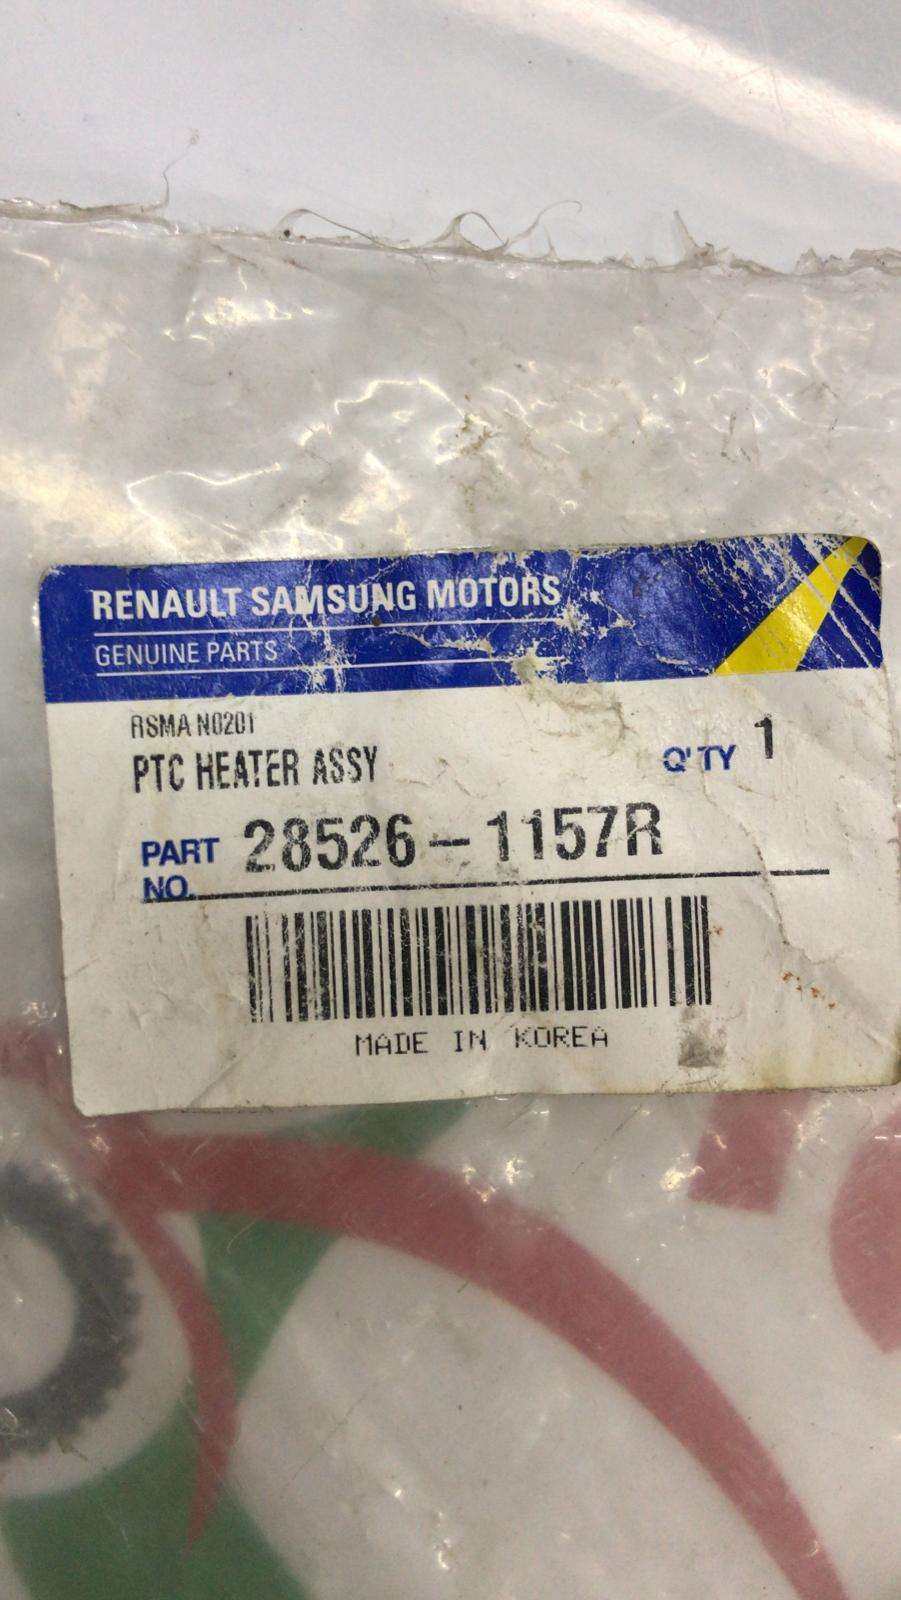 RENAULT SAMSUNG MOTORS
GENUINE PARTS
RSMA N0201
PTC HEATER ASSY
Q'TY 1
PART NO. 28526-1157R
MADE IN KOREA